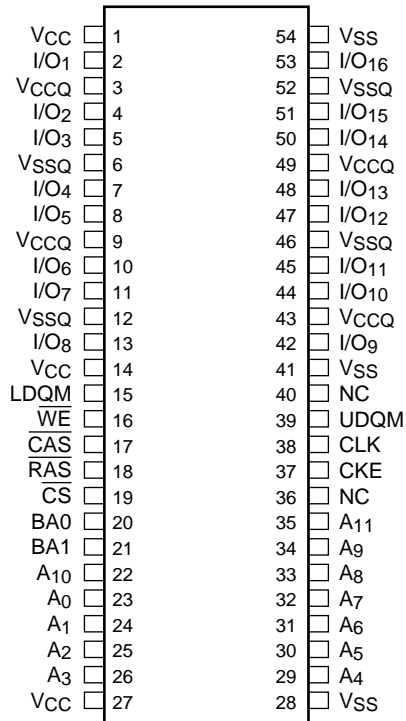 VCC 1 54 VSS
I/O1 2 53 I/O16
VCCQ 3 52 VSSQ
I/O2 4 51 I/O15
I/O3 5 50 I/O14
VSSQ 6 49 VCCQ
I/O4 7 48 I/O13
I/O5 8 47 I/O12
VCCQ 9 46 VSSQ
I/O6 10 45 I/O11
I/O7 11 44 I/O10
VSSQ 12 43 VCCQ
I/O8 13 42 I/O9
VCC 14 41 VSS
LDQM 15 40 NC
WE 16 39 UDQM
CAS 17 38 CLK
RAS 18 37 CKE
CS 19 36 NC
BA0 20 35 A11
BA1 21 34 A9
A10 22 33 A8
A0 23 32 A7
A1 24 31 A6
A2 25 30 A5
A3 26 29 A4
VCC 27 28 VSS